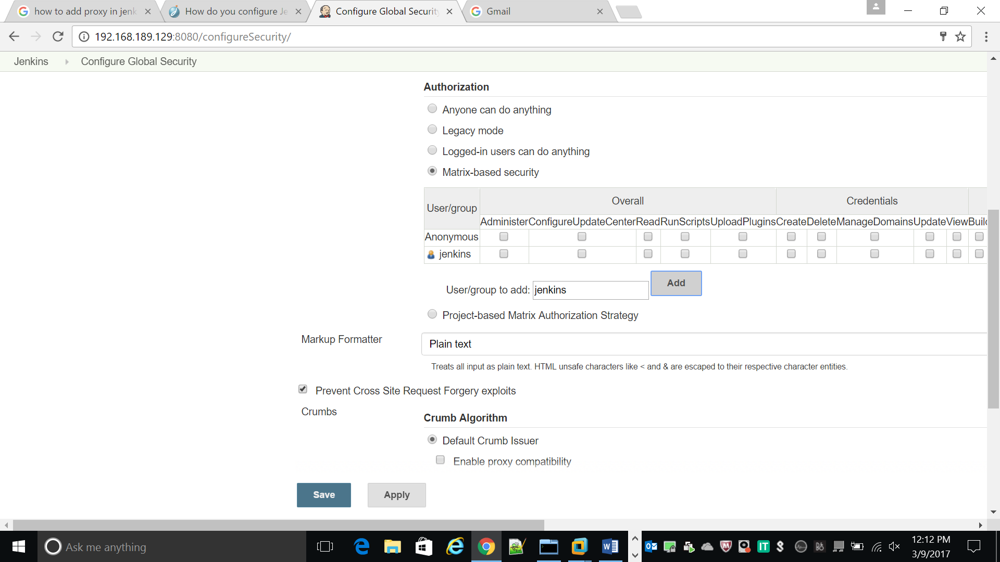 how to add proxy in jenk
How do you configure Je
Configure Global Security
Gmail
192.168.189.129:8080/configureSecurity/
Jenkins
Configure Global Security
Authorization
Anyone can do anything
Legacy mode
Logged-in users can do anything
Matrix-based security
User/group
Overall
Credentials
Administer ConfigureUpdateCenter Read RunScripts UploadPlugins Create Delete ManageDomains Update View Build
Anonymous
jenkins
User/group to add: jenkins Add
Project-based Matrix Authorization Strategy
Markup Formatter
Plain text
Treats all input as plain text. HTML unsafe characters like < and & are escaped to their respective character entities.
Prevent Cross Site Request Forgery exploits
Crumbs
Crumb Algorithm
Default Crumb Issuer
Enable proxy compatibility
Save Apply
Ask me anything
12:12 PM
3/9/2017